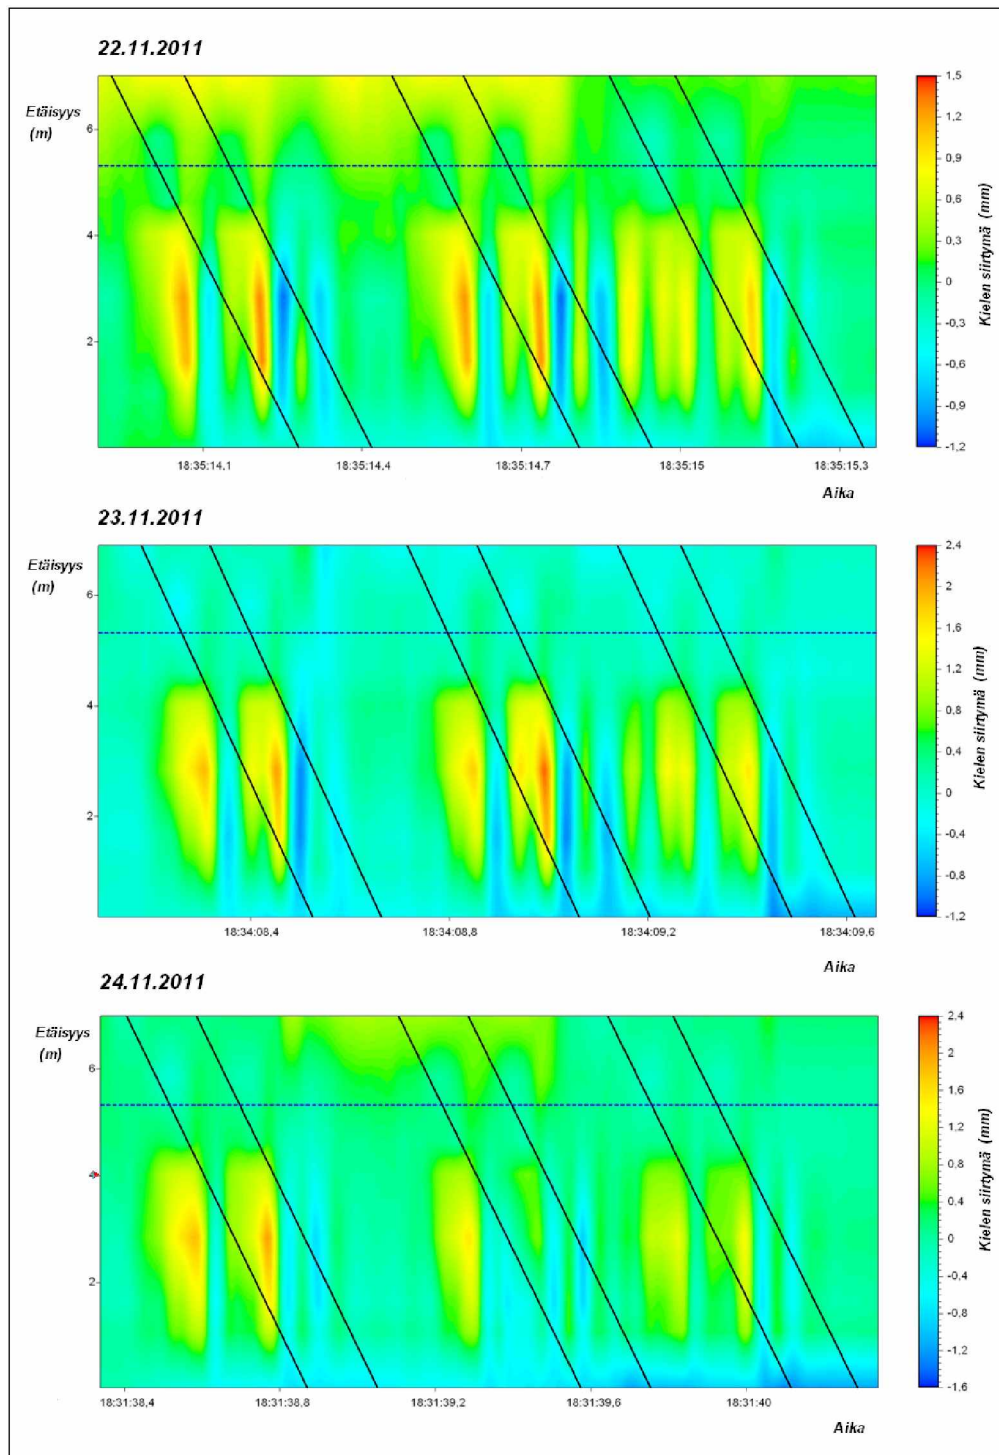 22.11.2011
Etäisyys
(m)
6
4
2
18:35:14,1 18:35:14,4 18:35:14,7 18:35:15 18:35:15,3
Aika
1,5
1,2
0,9
0,6
0,3
0
-0,3
-0,6
-0,9
-1,2
Kielen siirtymä (mm)
23.11.2011
Etäisyys
(m)
6
4
2
18:34:08,4 18:34:08,8 18:34:09,2 18:34:09,6
Aika
2,4
2
1,6
1,2
0,8
0,4
0
-0,4
-0,8
-1,2
Kielen siirtymä (mm)
24.11.2011
Etäisyys
(m)
6
4
2
18:31:38,4 18:31:38,8 18:31:39,2 18:31:39,6 18:31:40
Aika
2,4
2
1,6
1,2
0,8
0,4
0
-0,4
-0,8
-1,2
-1,6
Kielen siirtymä (mm)